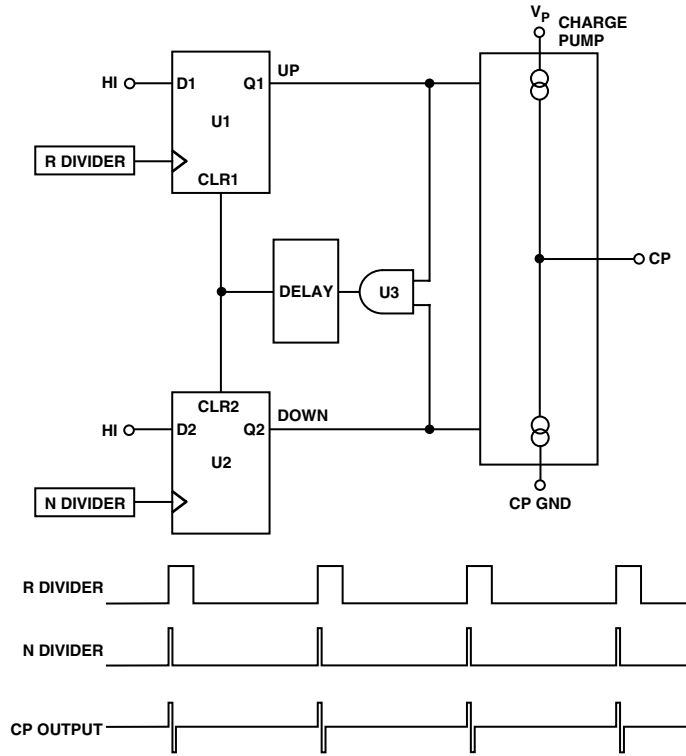 VP
CHARGE
PUMP
HI
D1
Q1
UP
U1
R DIVIDER
CLR1
DELAY
U3
CP
CLR2
DOWN
HI
D2
Q2
U2
N DIVIDER
CP GND
R DIVIDER
N DIVIDER
CP OUTPUT